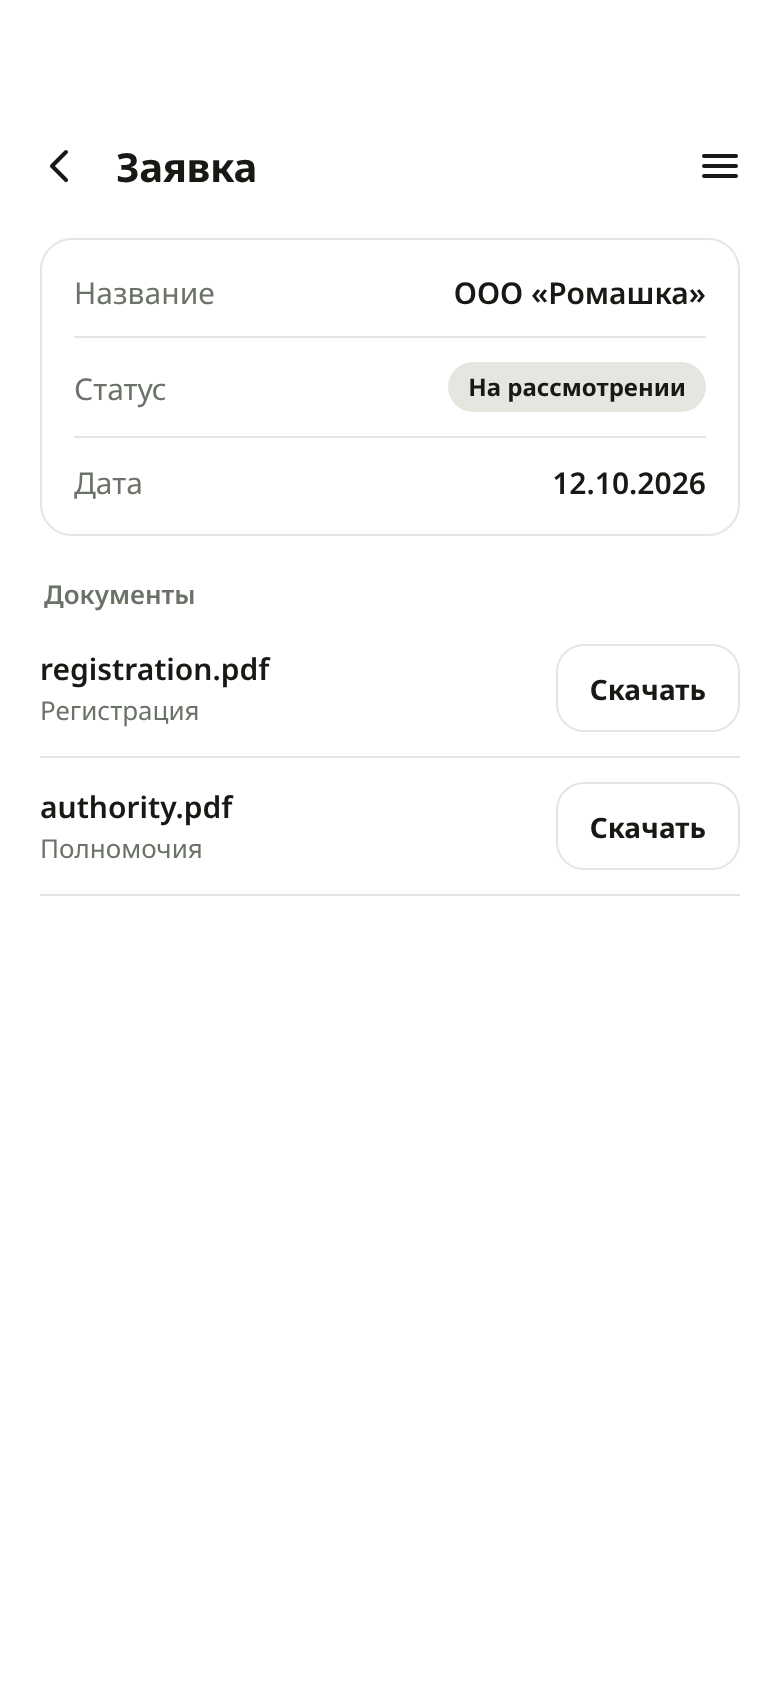 Заявка
Название ООО «Ромашка»
Статус На рассмотрении
Дата 12.10.2026
Документы
registration.pdf
Регистрация
Скачать
authority.pdf
Полномочия
Скачать